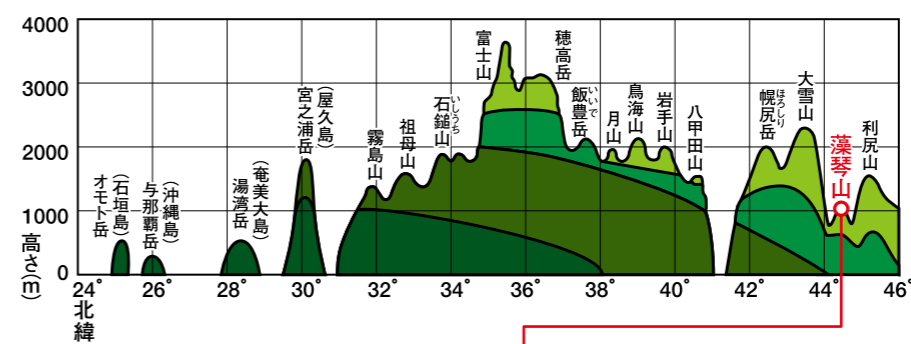 4000
3000
2000
1000
0
高さ(m)
24°
26°
28°
30°
32°
34°
36°
38°
40°
42°
44°
46°
北緯
オモト岳
(石垣島)
与那覇岳
(沖縄島)
湯湾岳
(奄美大島)
宮之浦岳
(屋久島)
霧島山
祖母山
石鎚山
いしづち
富士山
穂高岳
飯豊岳
いいで
月山
鳥海山
岩手山
八甲田山
幌尻岳
ほろしり
大雪山
藻琴山
利尻山